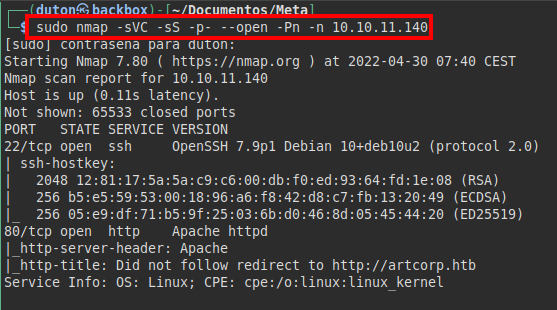 ┌──(duton㉿backbox)-[~/Documentos/Meta]
└─$ sudo nmap -sVC -sS -p- --open -Pn -n 10.10.11.140
[sudo] contraseña para duton:
Starting Nmap 7.80 ( https://nmap.org ) at 2022-04-30 07:40 CEST
Nmap scan report for 10.10.11.140
Host is up (0.11s latency).
Not shown: 65533 closed ports
PORT   STATE SERVICE VERSION
22/tcp open  ssh     OpenSSH 7.9p1 Debian 10+deb10u2 (protocol 2.0)
| ssh-hostkey:
|   2048 12:81:17:5a:5a:c9:c6:00:db:f0:ed:93:64:fd:1e:08 (RSA)
|   256 b5:e5:59:53:00:18:96:a6:f8:42:d8:c7:fb:13:20:49 (ECDSA)
|_  256 05:e9:df:71:b5:9f:25:03:6b:d0:46:8d:05:45:44:20 (ED25519)
80/tcp open  http    Apache httpd
|_http-server-header: Apache
|_http-title: Did not follow redirect to http://artcorp.htb
Service Info: OS: Linux; CPE: cpe:/o:linux:linux_kernel